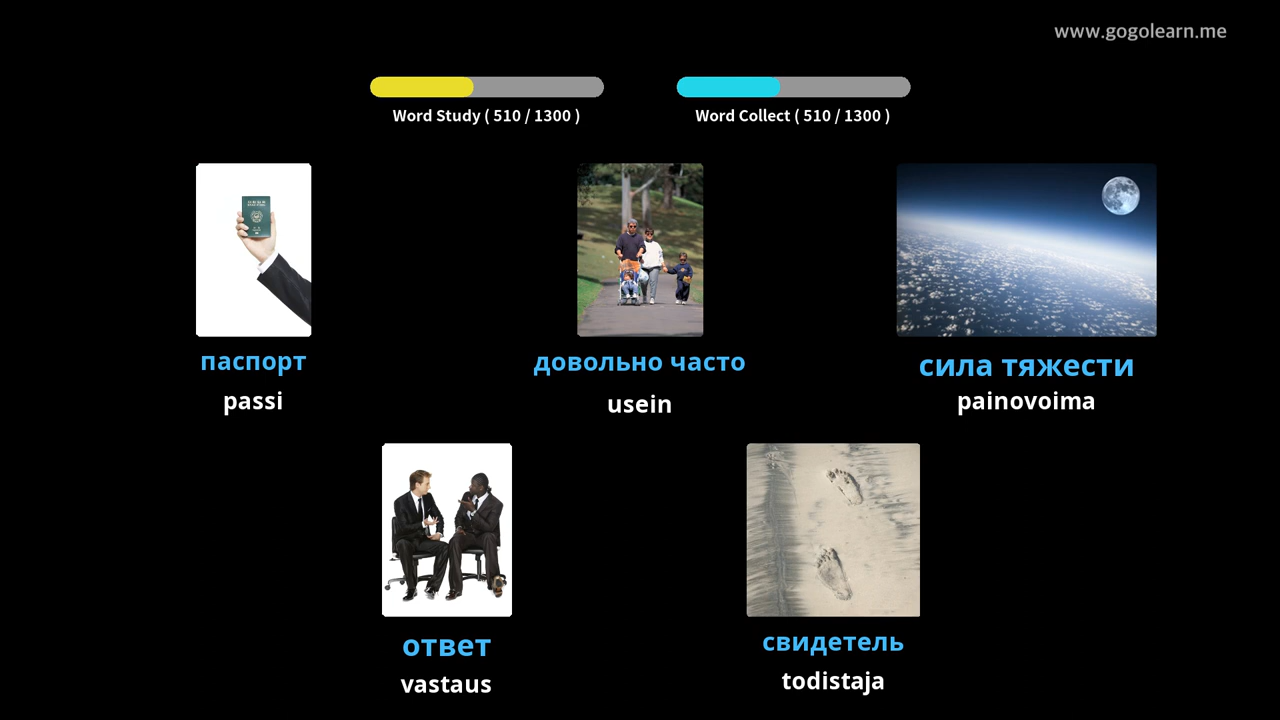 www.gogolearn.me
Word Study ( 510 / 1300 )
Word Collect ( 510 / 1300 )
паспорт
passi
довольно часто
usein
сила тяжести
painovoima
ответ
vastaus
свидетель
todistaja